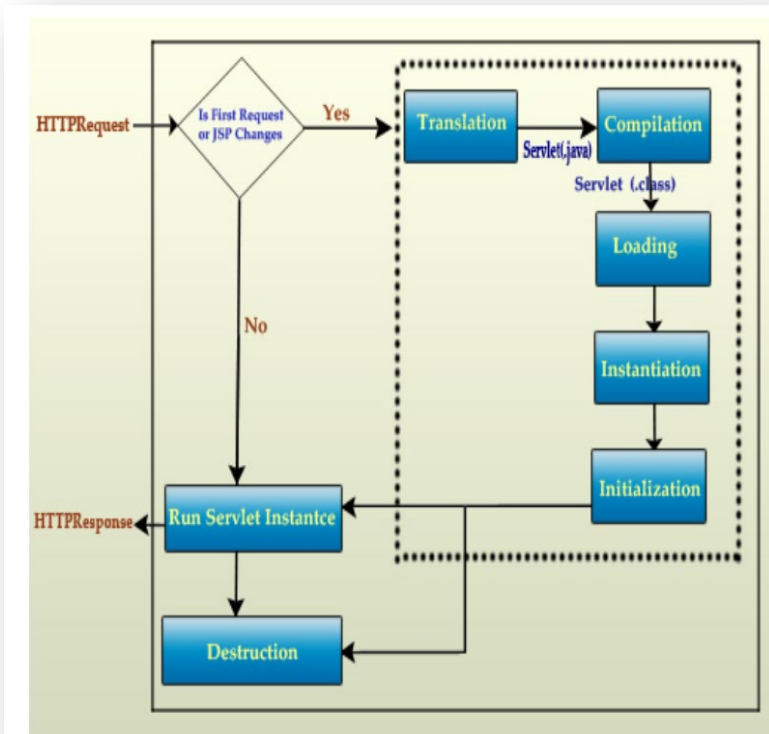 Is First Request
or JSP Changes
HTTPRequest
Yes
Translation
Servlet(.java)
Compilation
Servlet (.class)
Loading
No
Instantiation
Initialization
Run Servlet Instantce
HTTPResponse
Destruction